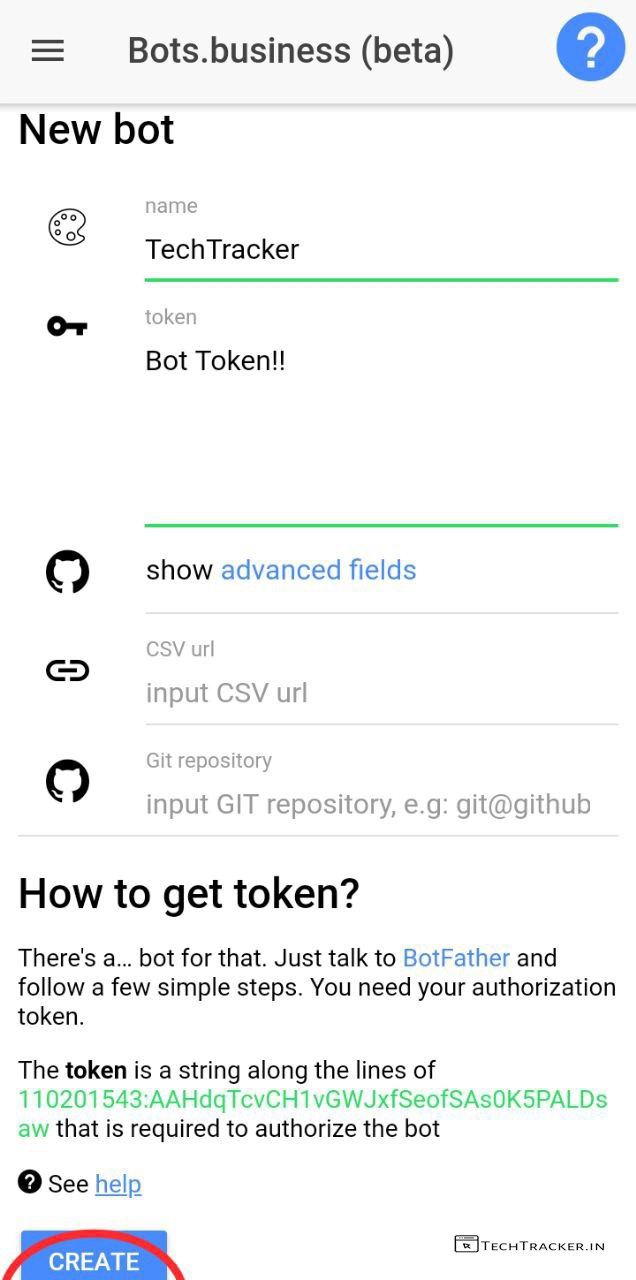 Bots.business (beta)
?
New bot
name
TechTracker
token
Bot Token!!
show advanced fields
CSV url
input CSV url
Git repository
input GIT repository, e.g: git@github
How to get token?
There's a... bot for that. Just talk to BotFather and
follow a few simple steps. You need your authorization
token.
The token is a string along the lines of
110201543:AAHdqTcvCH1vGWJxfSeofSAs0K5PALDs
aw that is required to authorize the bot
? See help
CREATE
TECHTRACKER.IN